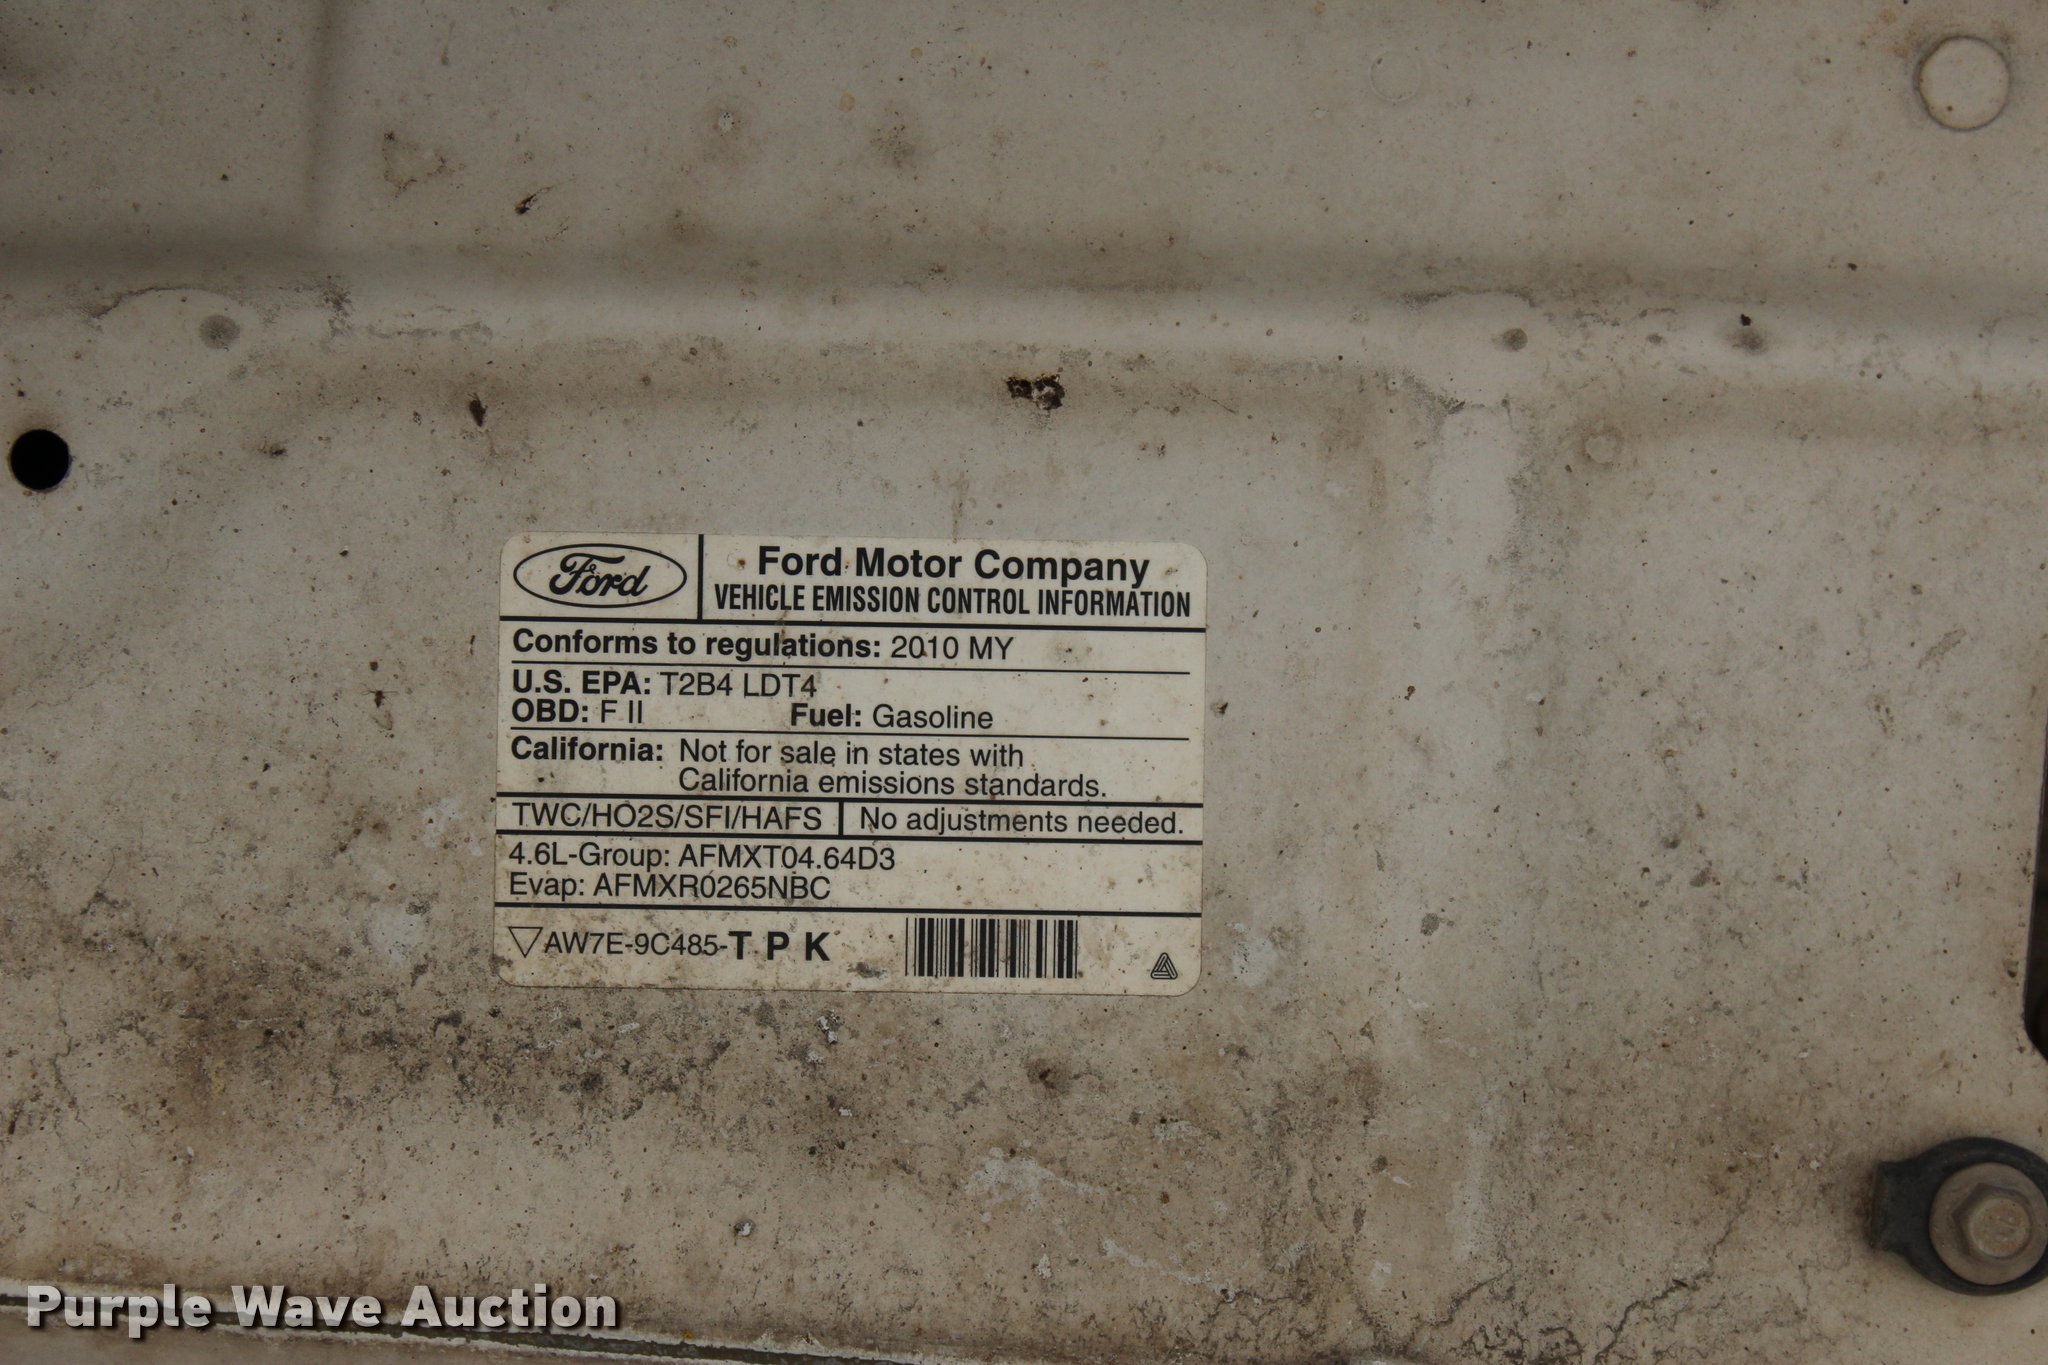 Ford
Ford Motor Company
VEHICLE EMISSION CONTROL INFORMATION
Conforms to regulations: 2010 MY
U.S. EPA: T2B4 LDT4
OBD: F II Fuel: Gasoline
California: Not for sale in states with
California emissions standards.
TWC/HO2S/SFI/HAFS No adjustments needed.
4.6L-Group: AFMXT04.64D3
Evap: AFMXR0265NBC
AW7E-9C485-T P K
Purple Wave Auction